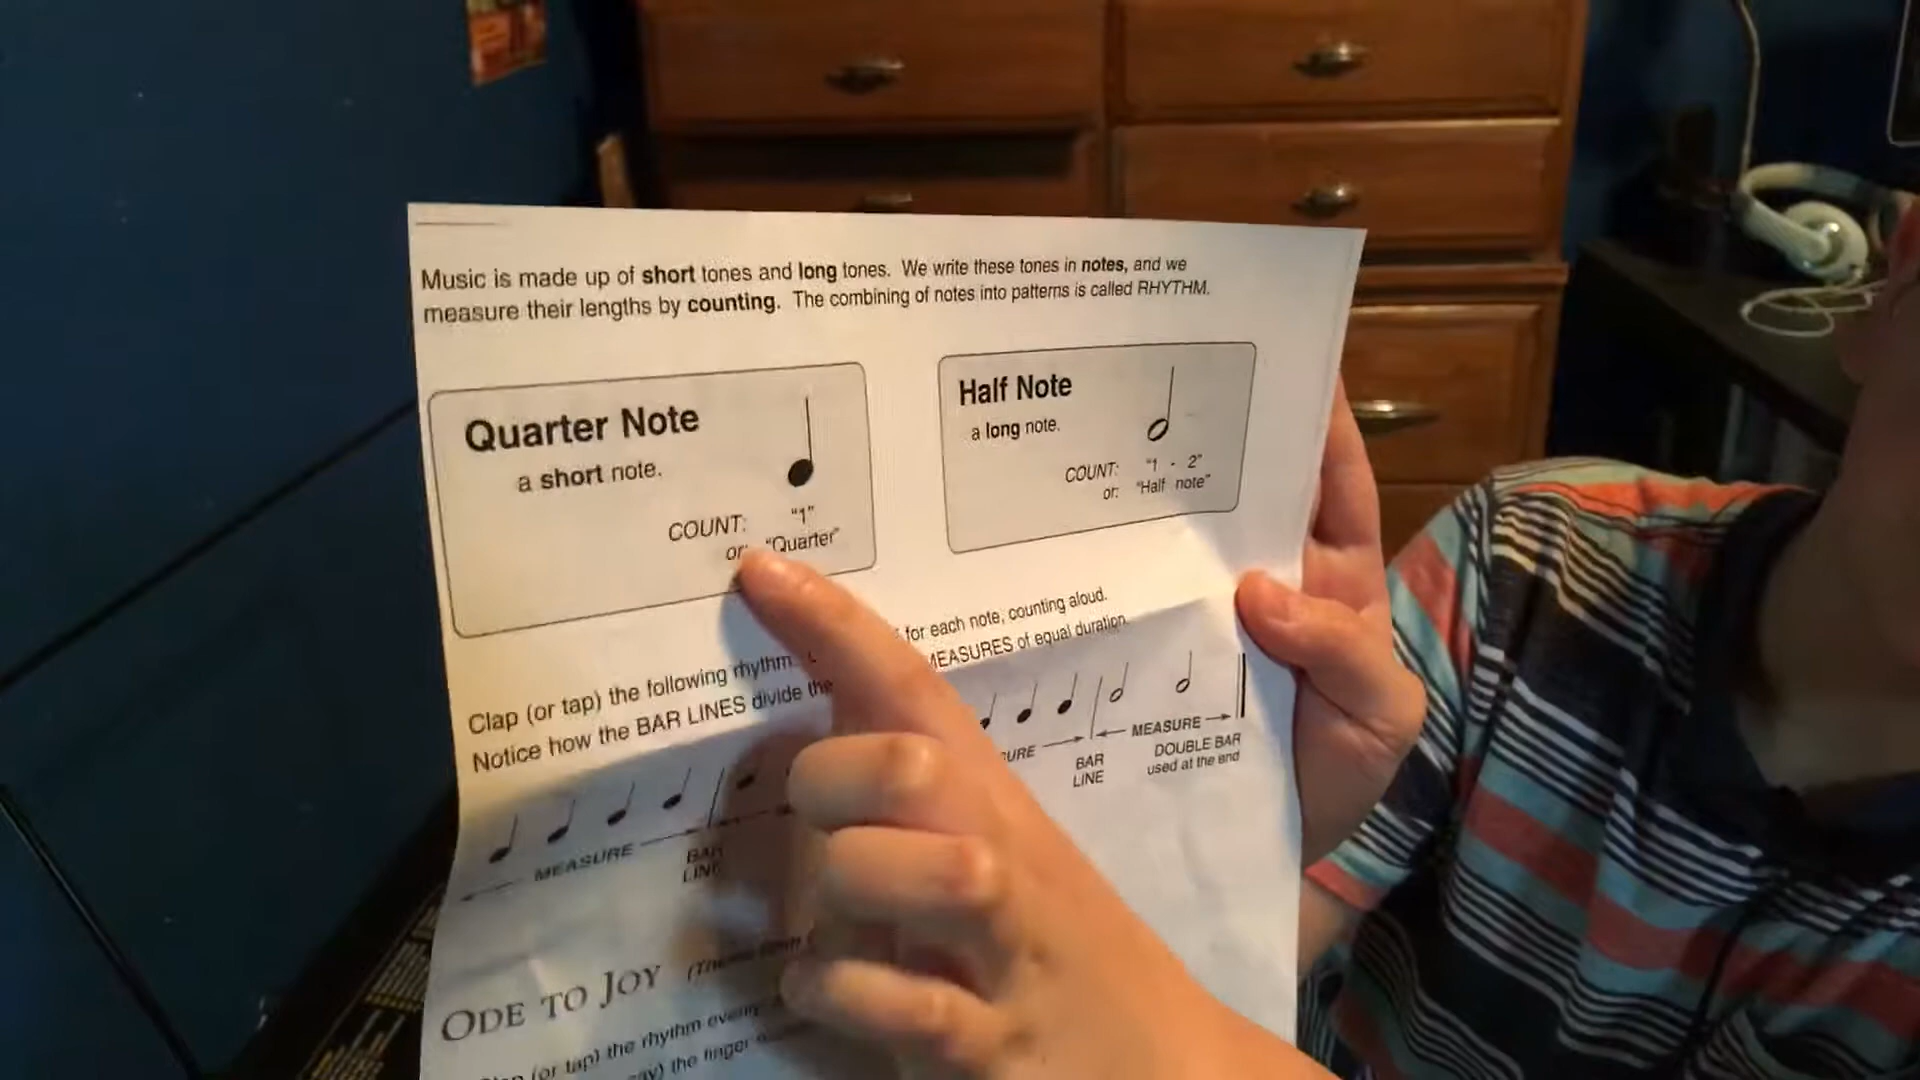 Music is made up of short tones and long tones. We write these tones in notes, and we
measure their lengths by counting. The combining of notes into patterns is called RHYTHM.
Quarter Note
a short note.
COUNT: "1"
or: "Quarter"
Half Note
a long note.
COUNT: "1 - 2"
or: "Half note"
Clap (or tap) the following rhythm. for each note, counting aloud.
Notice how the BAR LINES divide the MEASURES of equal duration.
MEASURE
BAR
LINE
BAR
LINE
MEASURE
DOUBLE BAR
used at the end
ODE TO JOY
(or tap) the rhythm evenly
the finger